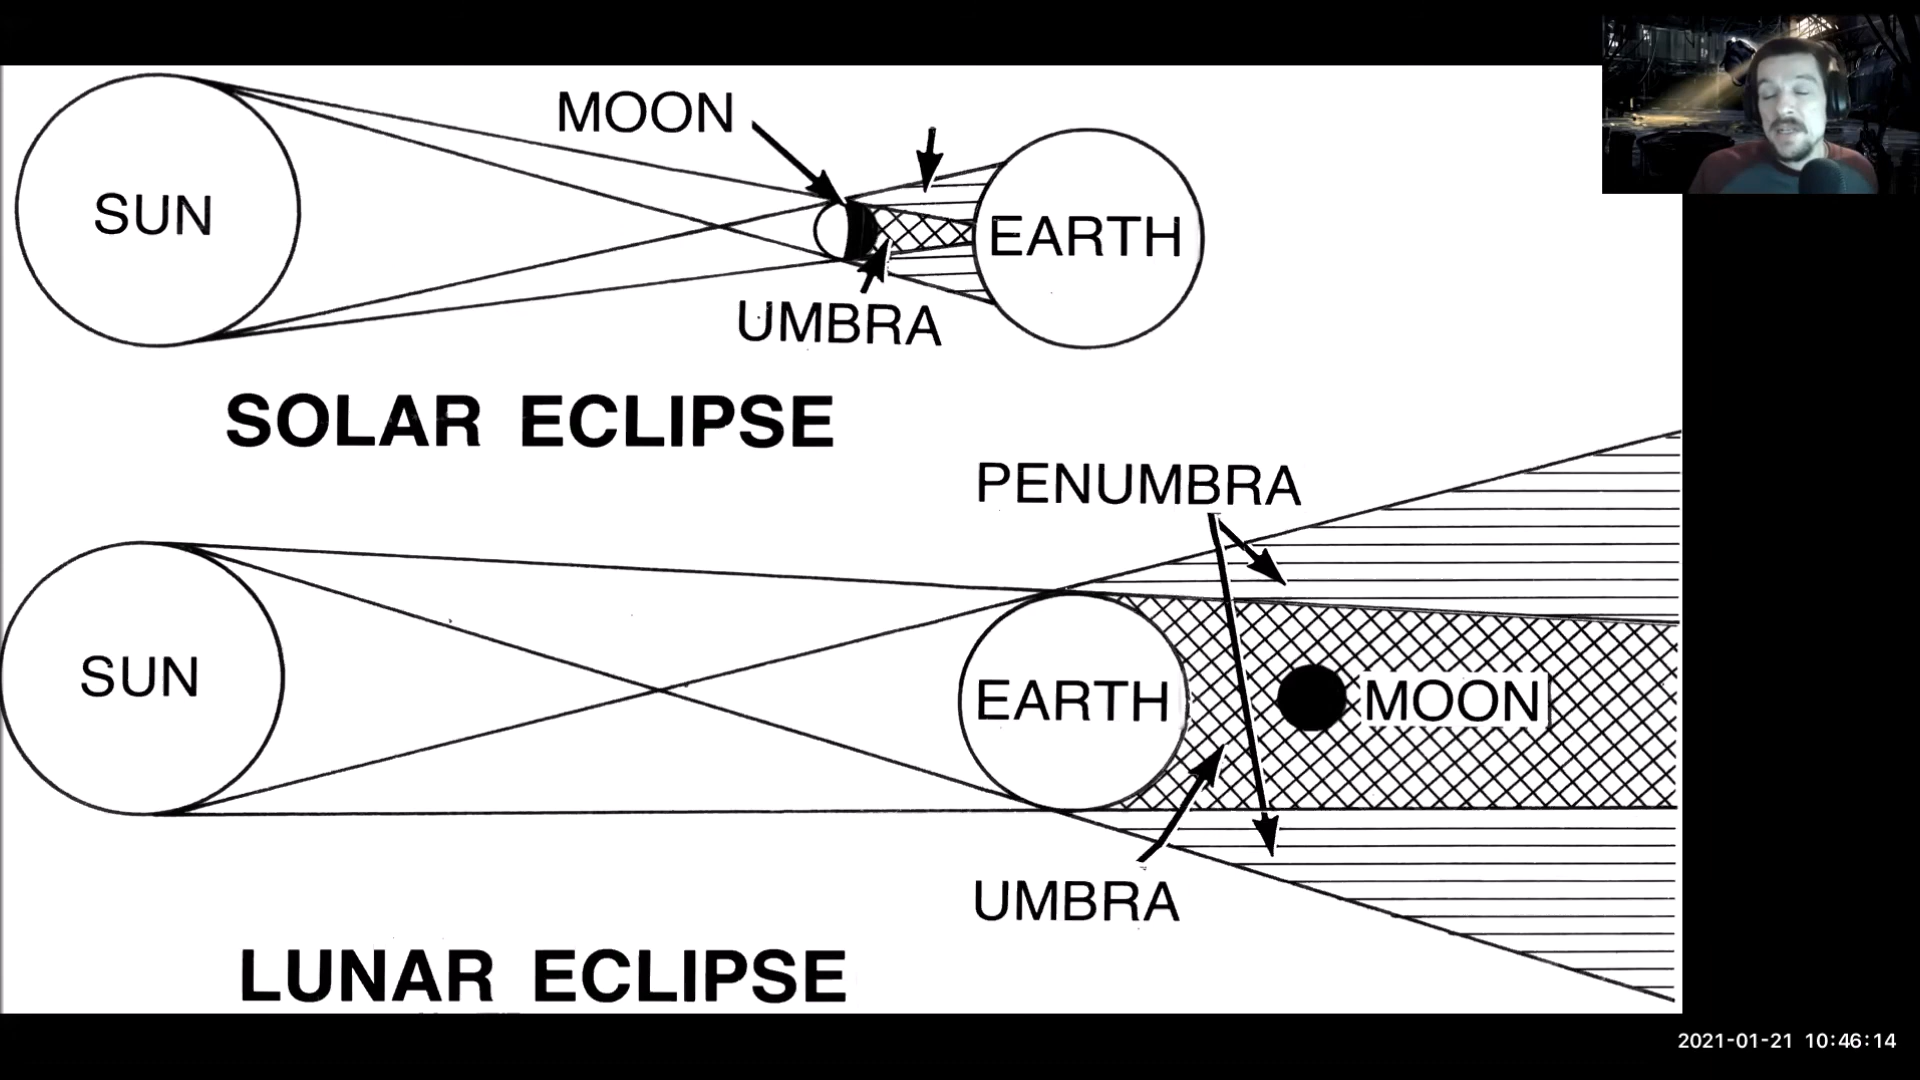 MOON
SUN
EARTH
UMBRA
SOLAR ECLIPSE
PENUMBRA
SUN
EARTH
MOON
UMBRA
LUNAR ECLIPSE
2021-01-21 10:46:14